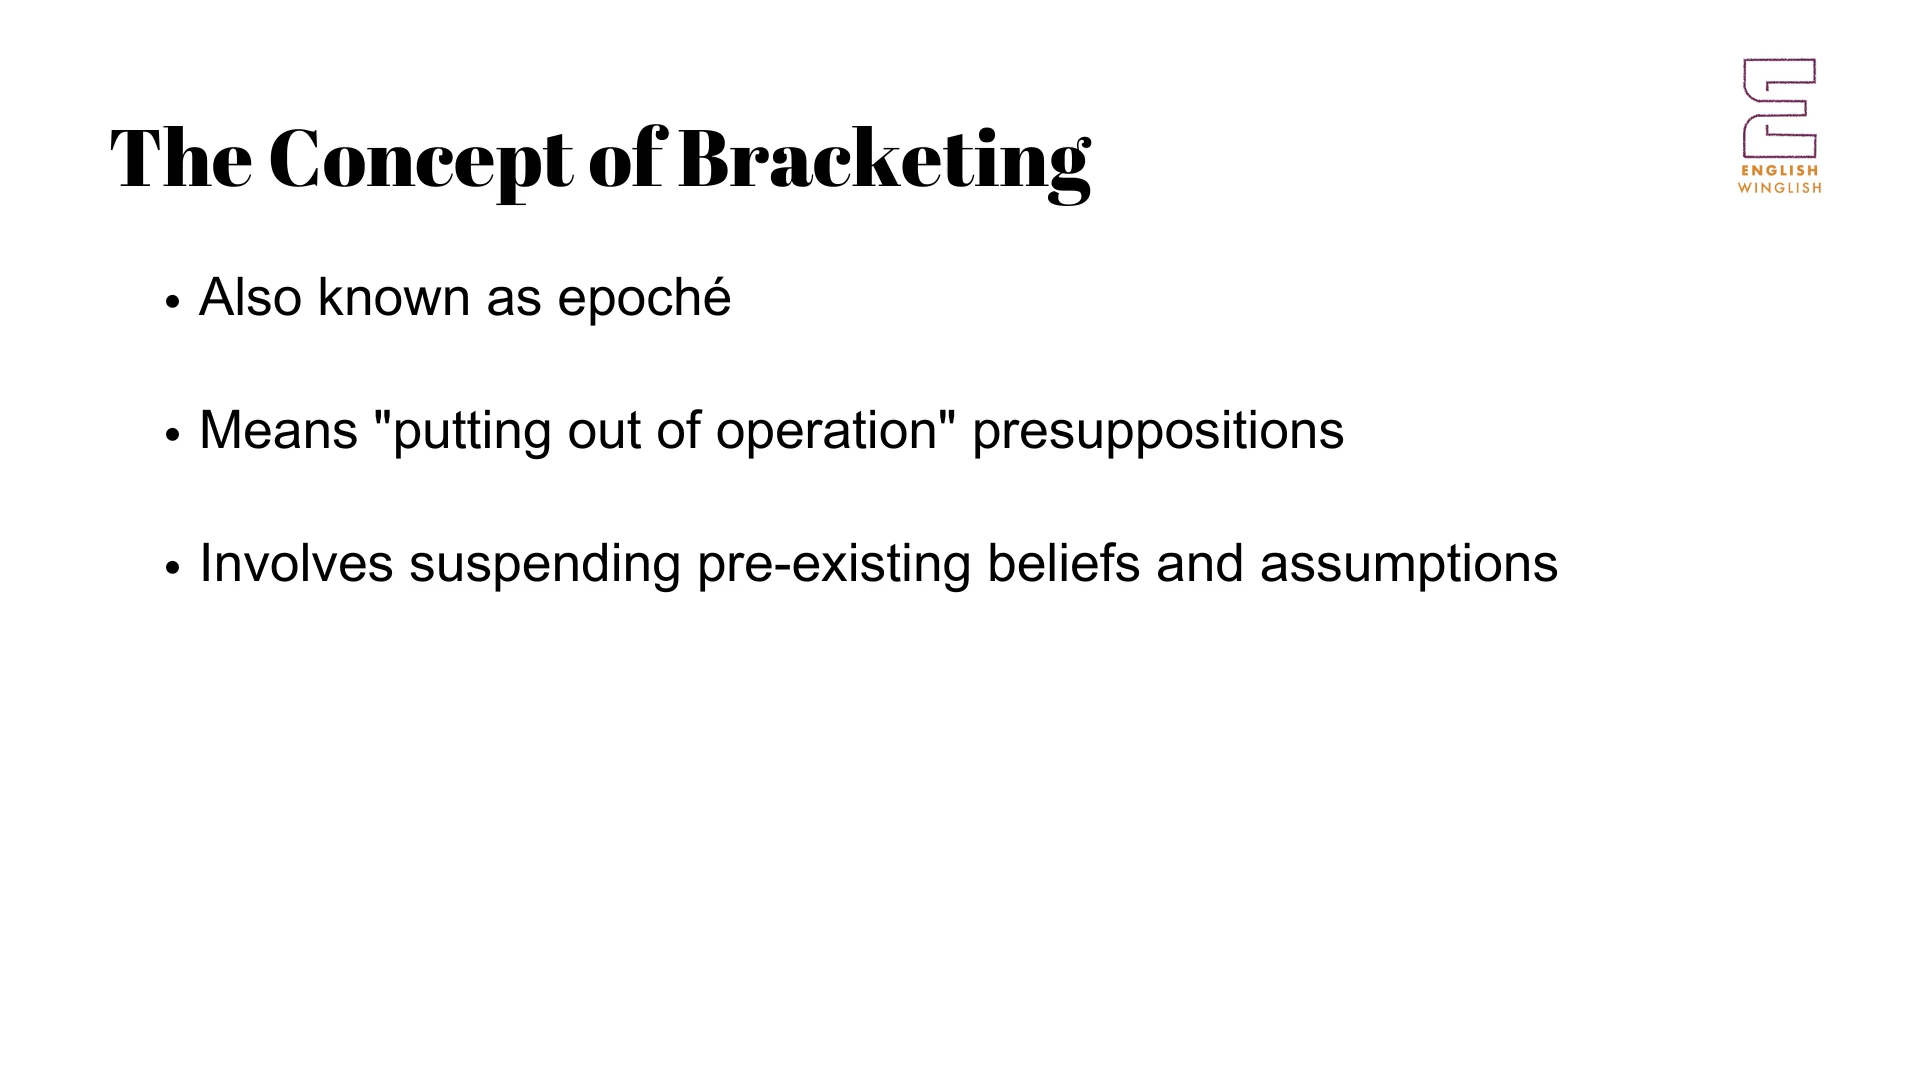 The Concept of Bracketing
ENGLISH
WINGLISH
• Also known as epoché
• Means "putting out of operation" presuppositions
• Involves suspending pre-existing beliefs and assumptions